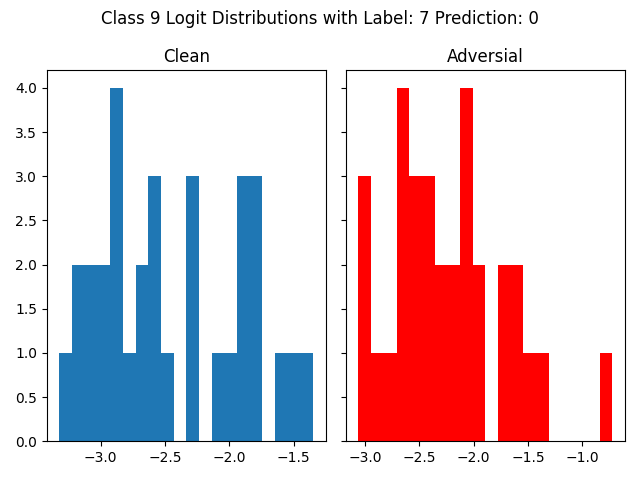 Class 9 Logit Distributions with Label: 7 Prediction: 0
Clean
Adversial
4.0
3.5
3.0
2.5
2.0
1.5
1.0
0.5
0.0
−3.0 −2.5 −2.0 −1.5
−3.0 −2.5 −2.0 −1.5 −1.0